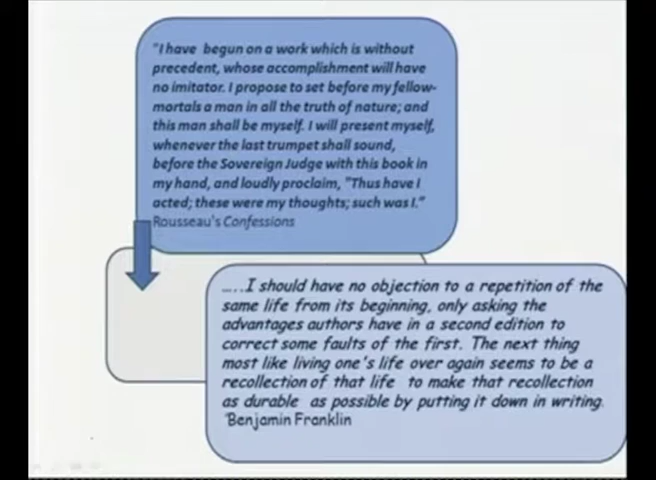 "I have begun on a work which is without
precedent, whose accomplishment will have
no imitator. I propose to set before my fellow-
mortals a man in all the truth of nature; and
this man shall be myself. I will present myself,
whenever the last trumpet shall sound,
before the Sovereign Judge with this book in
my hand, and loudly proclaim, "Thus have I
acted; these were my thoughts; such was I."
Rousseau's Confessions
.....I should have no objection to a repetition of the
same life from its beginning, only asking the
advantages authors have in a second edition to
correct some faults of the first. The next thing
most like living one's life over again seems to be a
recollection of that life to make that recollection
as durable as possible by putting it down in writing.
'Benjamin Franklin